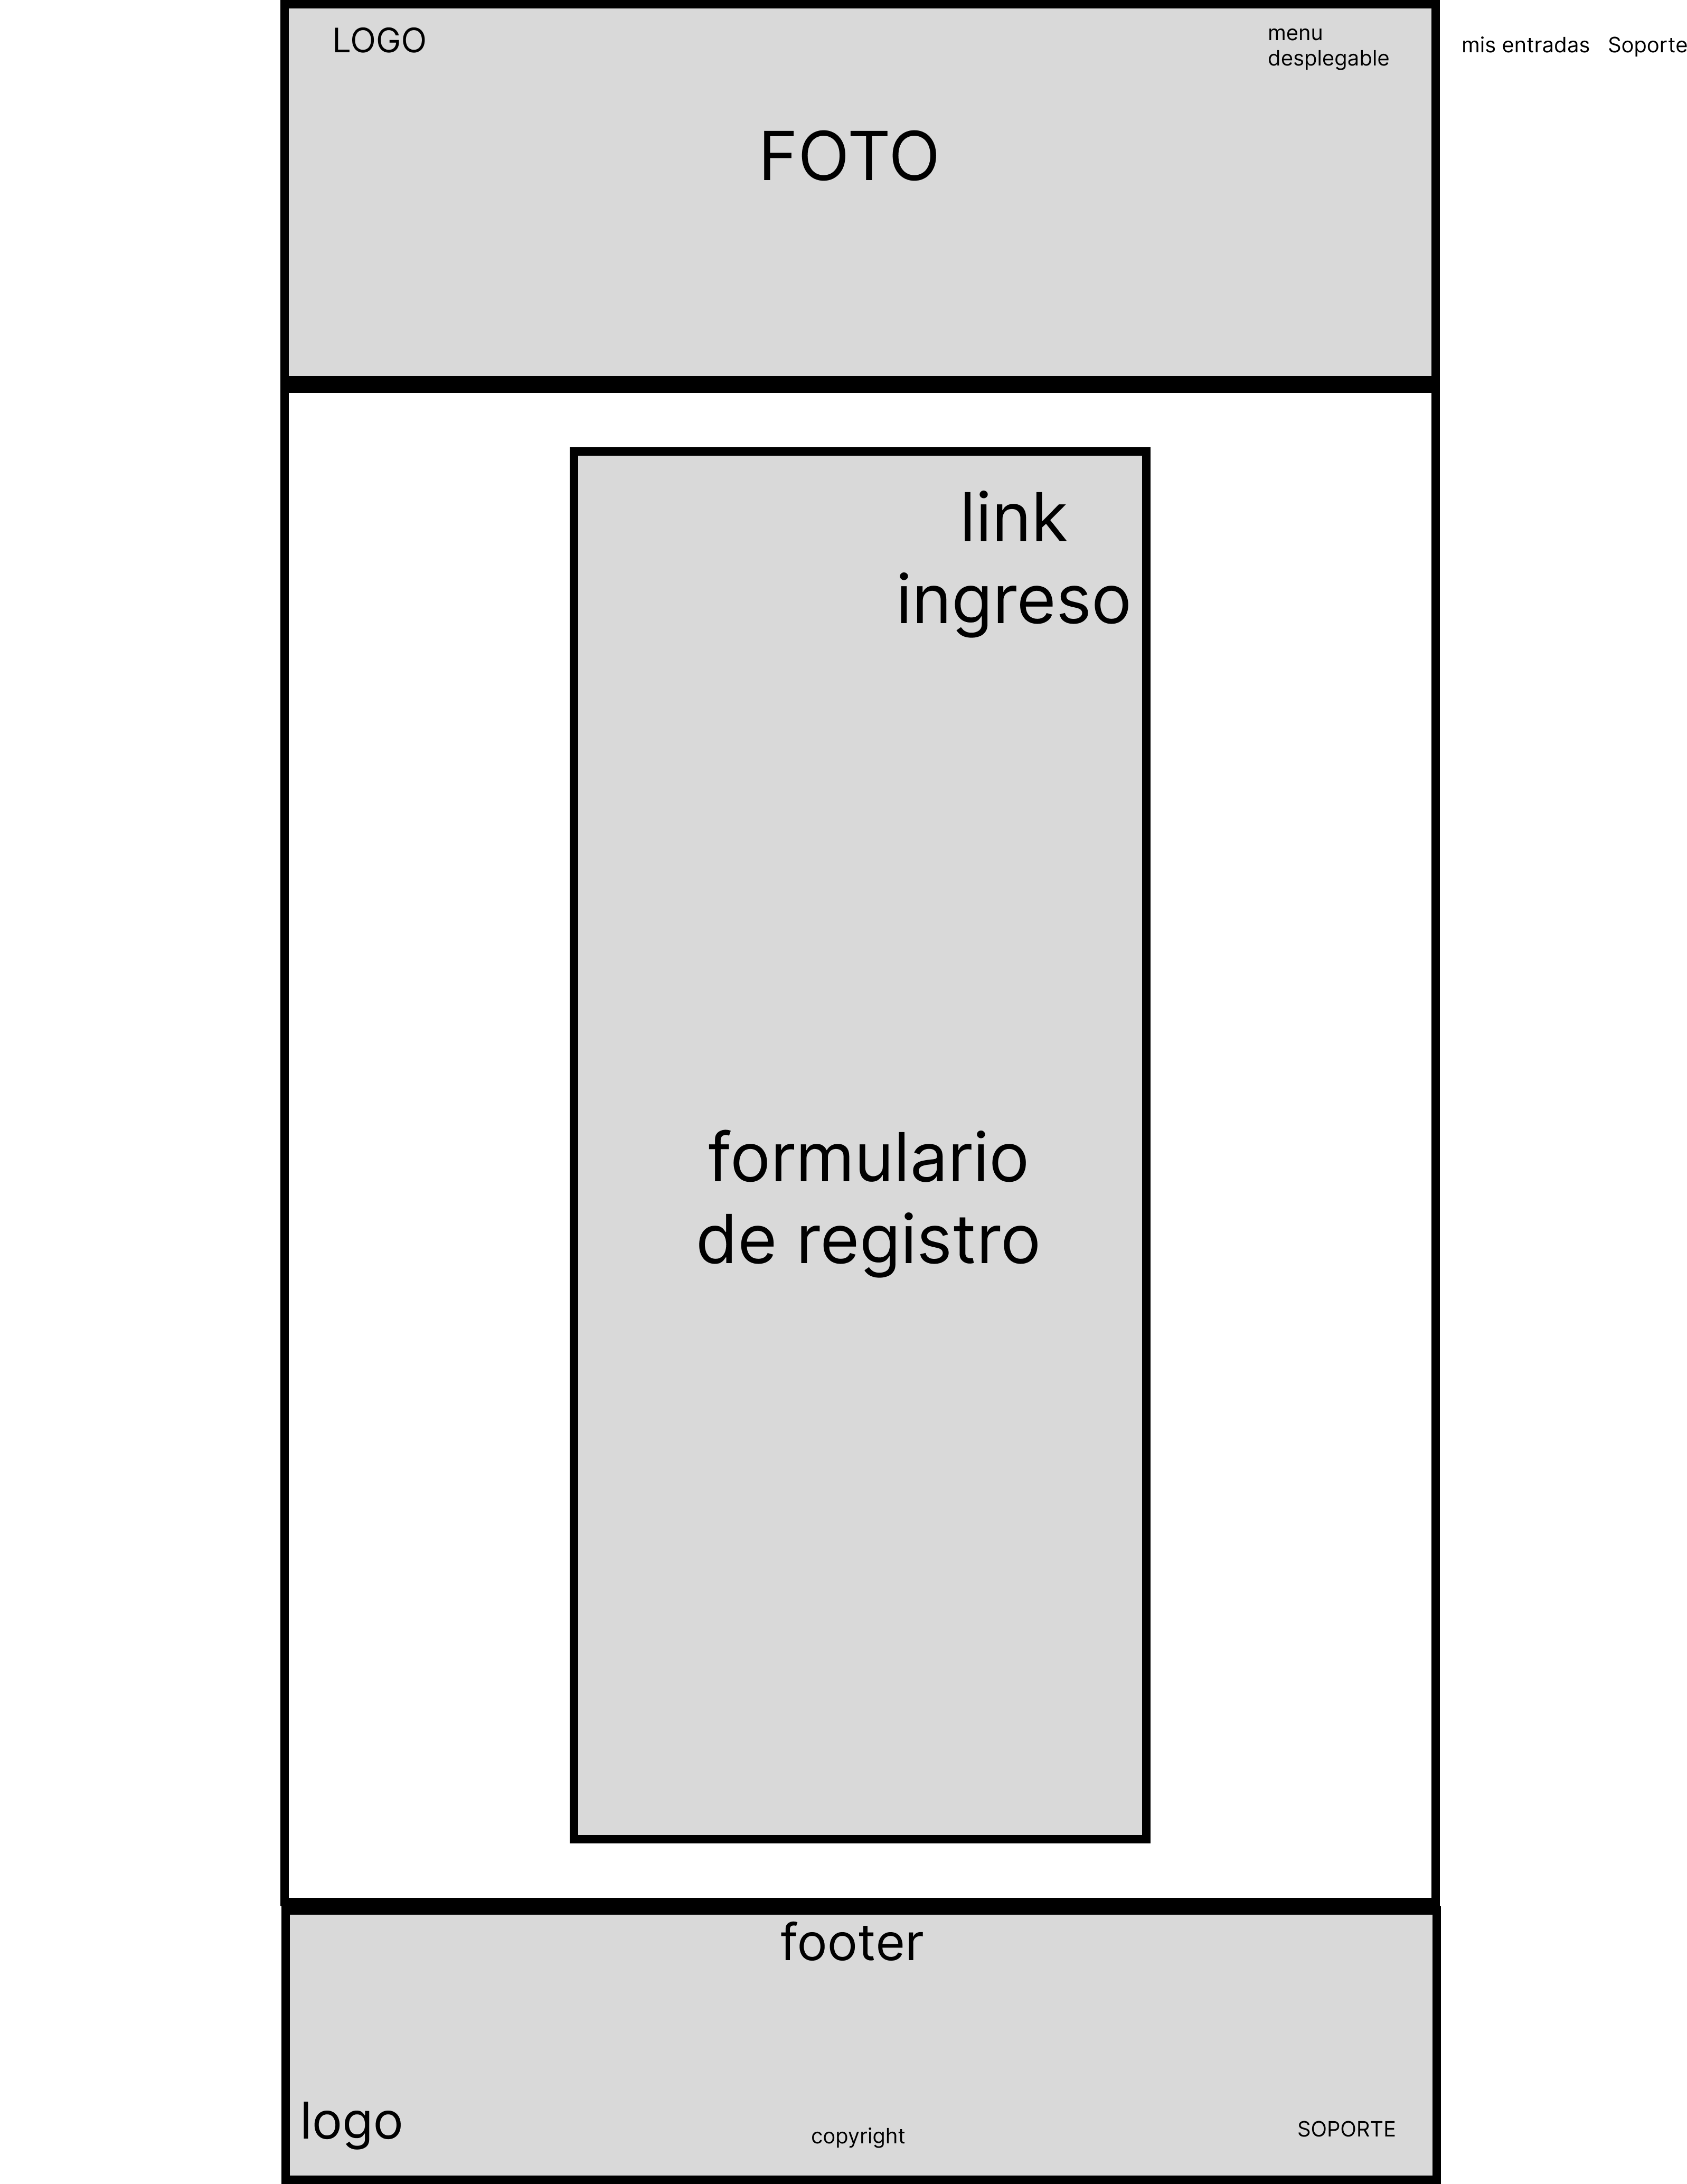 LOGO
menu
desplegable
mis entradas
Soporte
FOTO
link
ingreso
formulario
de registro
footer
logo
copyright
SOPORTE